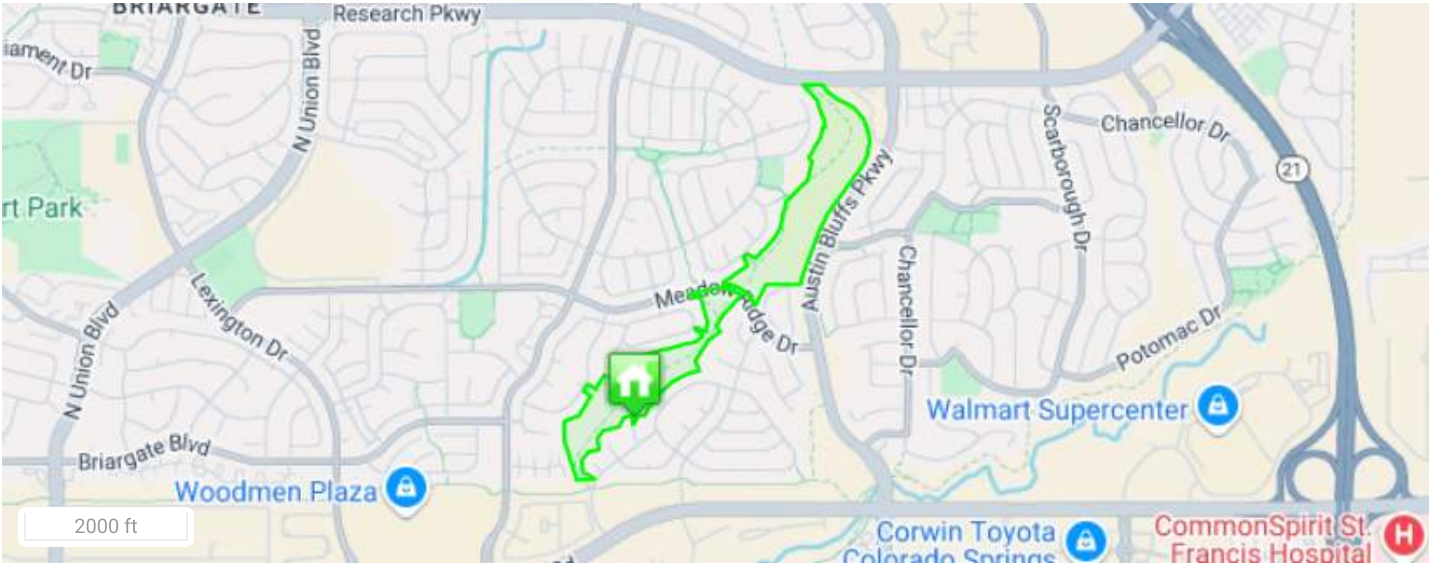 BRIARGATE
Research Pkwy
iament Dr
N Union Blvd
Chancellor Dr
Scarborough Dr
21
Austin Bluffs Pkwy
rt Park
Chancellor Dr
Meadow Ridge Dr
Lexington Dr
N Union Blvd
Potomac Dr
Walmart Supercenter
Briargate Blvd
Woodmen Plaza
2000 ft
Corwin Toyota
Colorado Springs
CommonSpirit St.
Francis Hospital
H